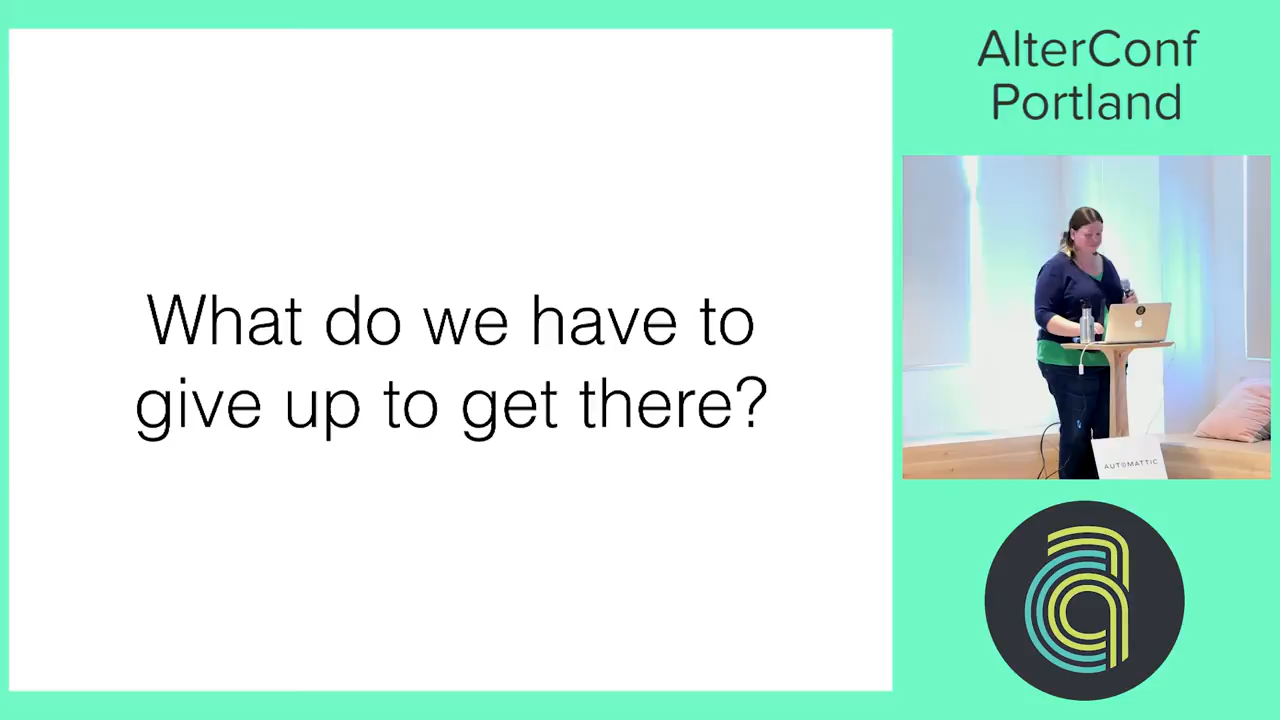 What do we have to
give up to get there?
AlterConf
Portland
AUTOMATTIC